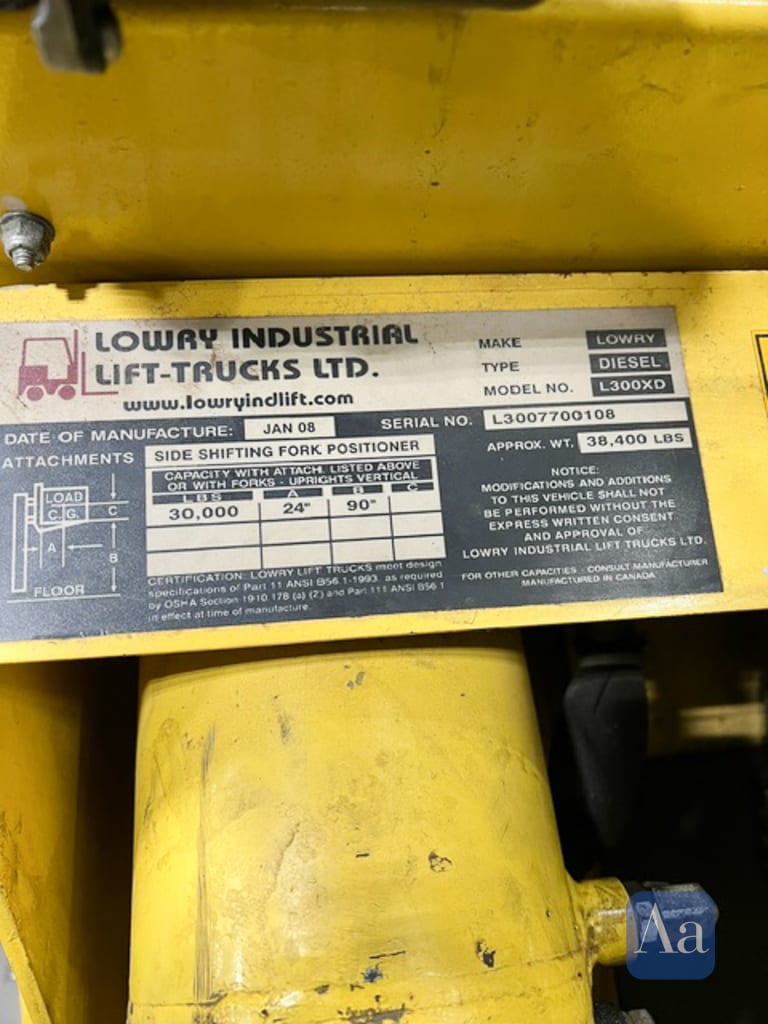 LOWRY INDUSTRIAL
LIFT-TRUCKS LTD.
www.lowryindlift.com
MAKE LOWRY
TYPE DIESEL
MODEL NO. L300XD
SERIAL NO. L3007700108
DATE OF MANUFACTURE: JAN 08
APPROX. WT. 38,400 LBS
ATTACHMENTS SIDE SHIFTING FORK POSITIONER
CAPACITY WITH ATTACH. LISTED ABOVE
OR WITH FORKS - UPRIGHTS VERTICAL
LBS A B C
30,000 24" 90"
LOAD
C.G.
C
A
B
FLOOR
CERTIFICATION: LOWRY LIFT TRUCKS meet design
specifications of Part 111 ANSI B56.1-1993, as required
by OSHA Section 1910.178 (a) (2) and Part 111 ANSI B56.1
in effect at time of manufacture.
NOTICE:
MODIFICATIONS AND ADDITIONS
TO THIS VEHICLE SHALL NOT
BE PERFORMED WITHOUT THE
EXPRESS WRITTEN CONSENT
AND APPROVAL OF
LOWRY INDUSTRIAL LIFT TRUCKS LTD.
FOR OTHER CAPACITIES - CONSULT MANUFACTURER
MANUFACTURED IN CANADA
Aa